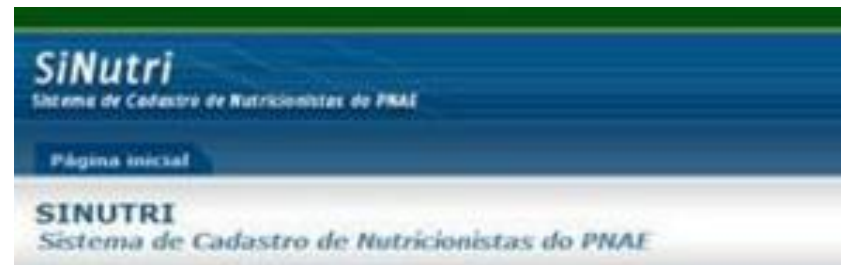 SiNutri
Sistema de Cadastro de Nutricionistas do PNAE
Página inicial
SINUTRI
Sistema de Cadastro de Nutricionistas do PNAE